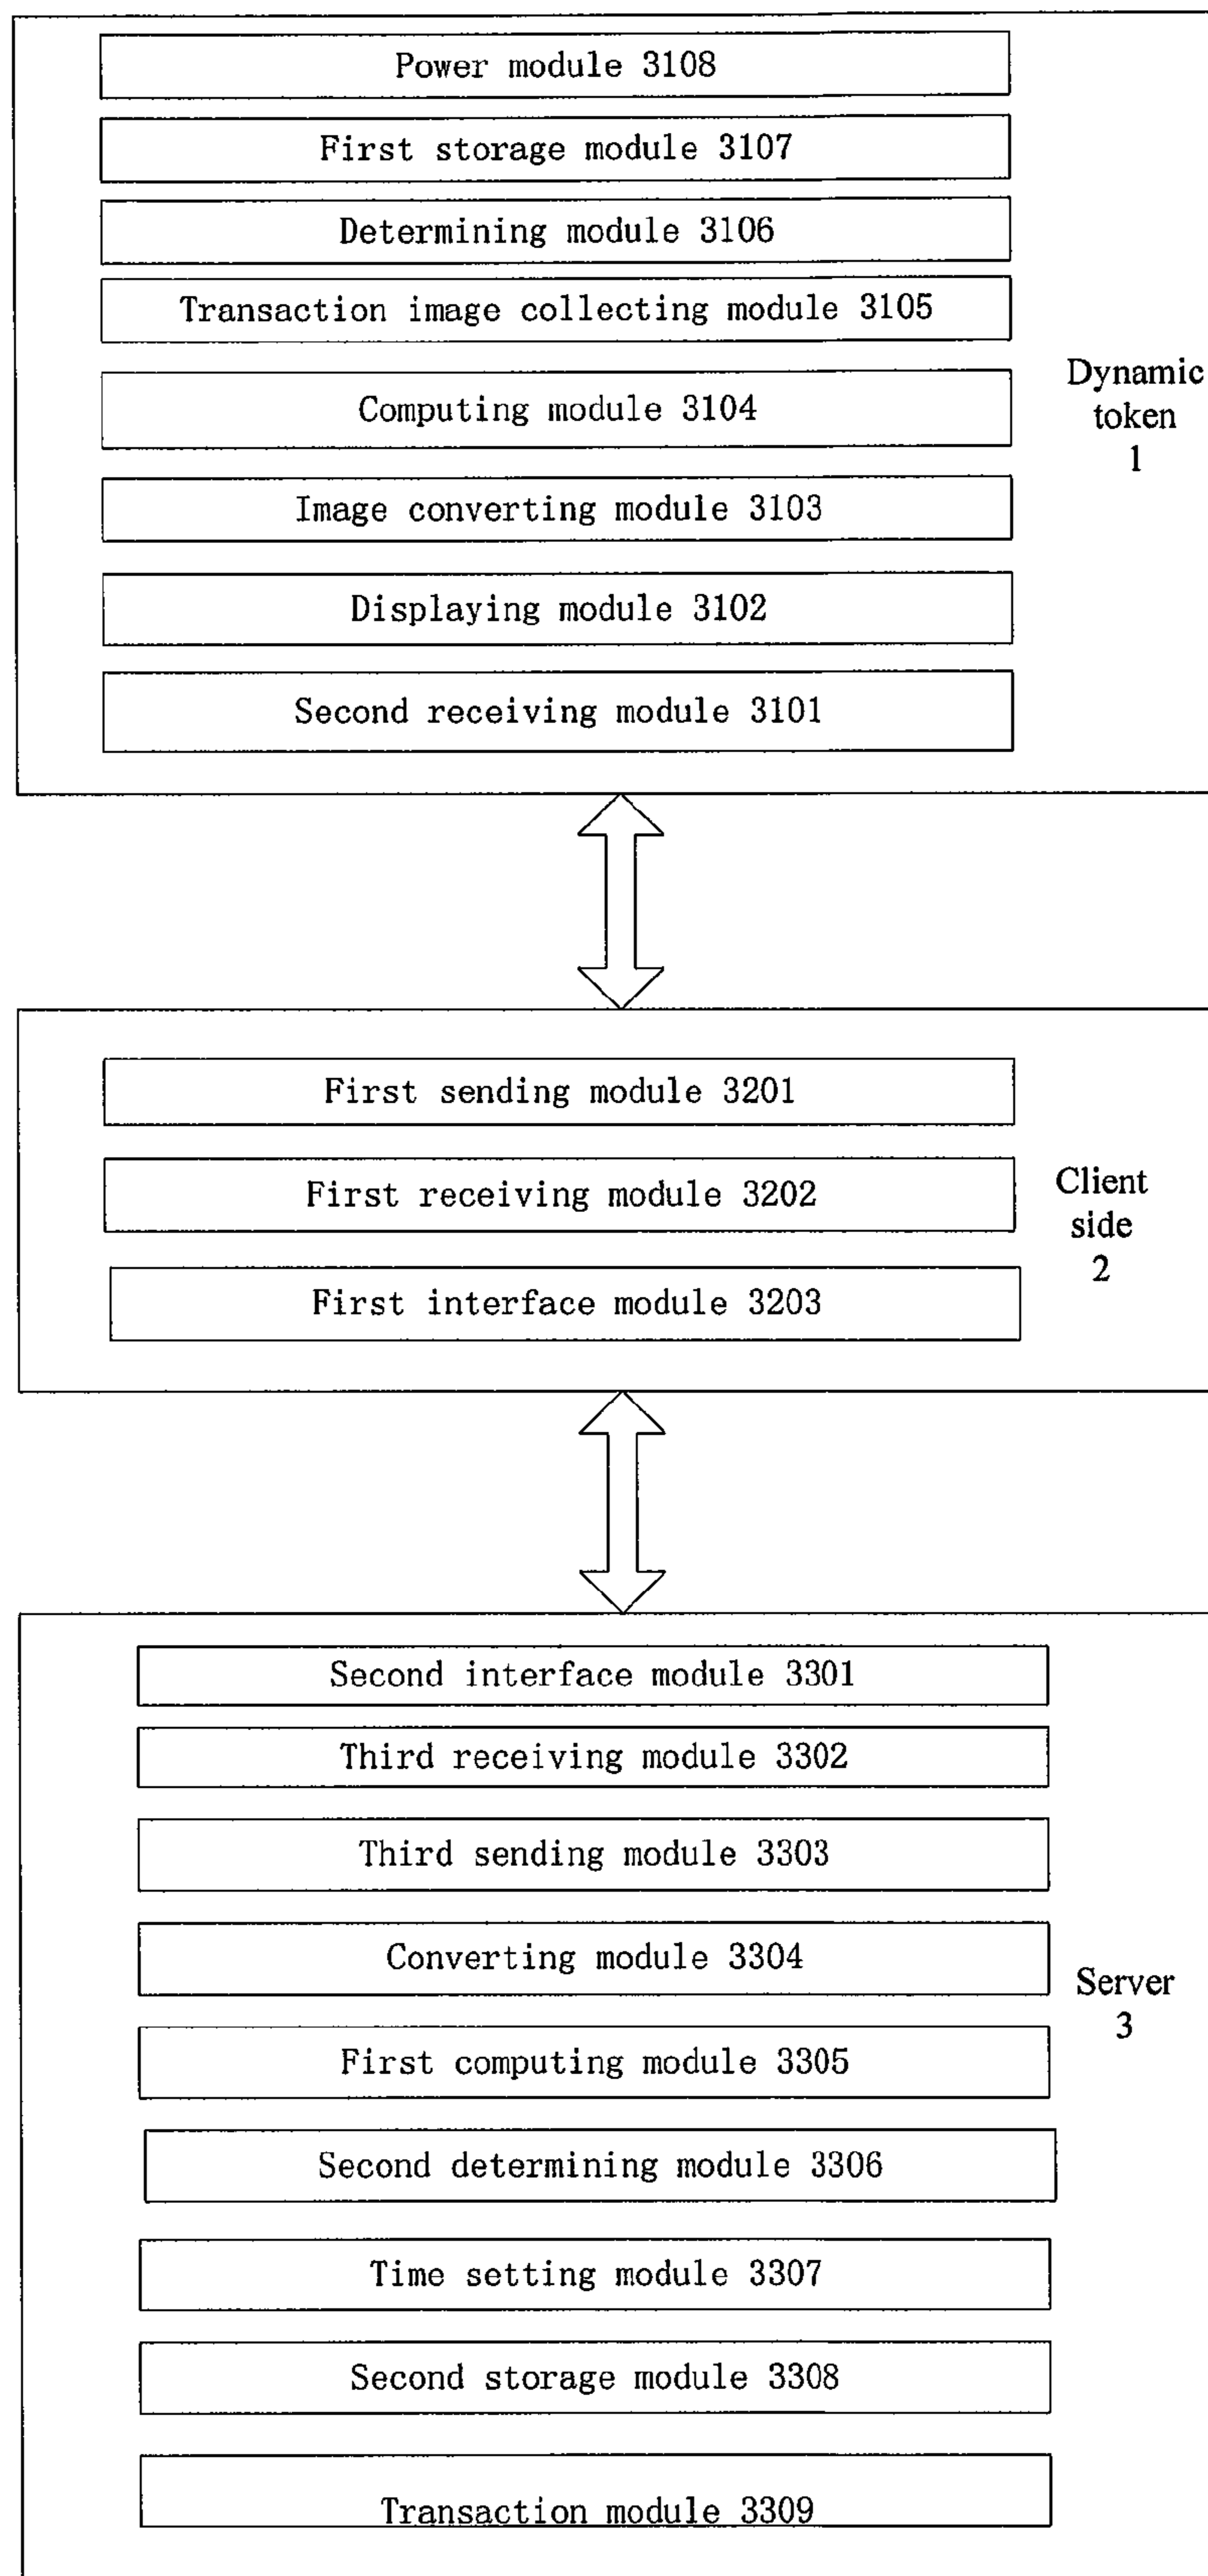 Power module 3108
First storage module 3107
Determining module 3106
Transaction image collecting module 3105
Computing module 3104
Image converting module 3103
Displaying module 3102
Second receiving module 3101
Dynamic
token
1
First sending module 3201
First receiving module 3202
First interface module 3203
Client
side
2
Second interface module 3301
Third receiving module 3302
Third sending module 3303
Converting module 3304
First computing module 3305
Second determining module 3306
Time setting module 3307
Second storage module 3308
Transaction module 3309
Server
3